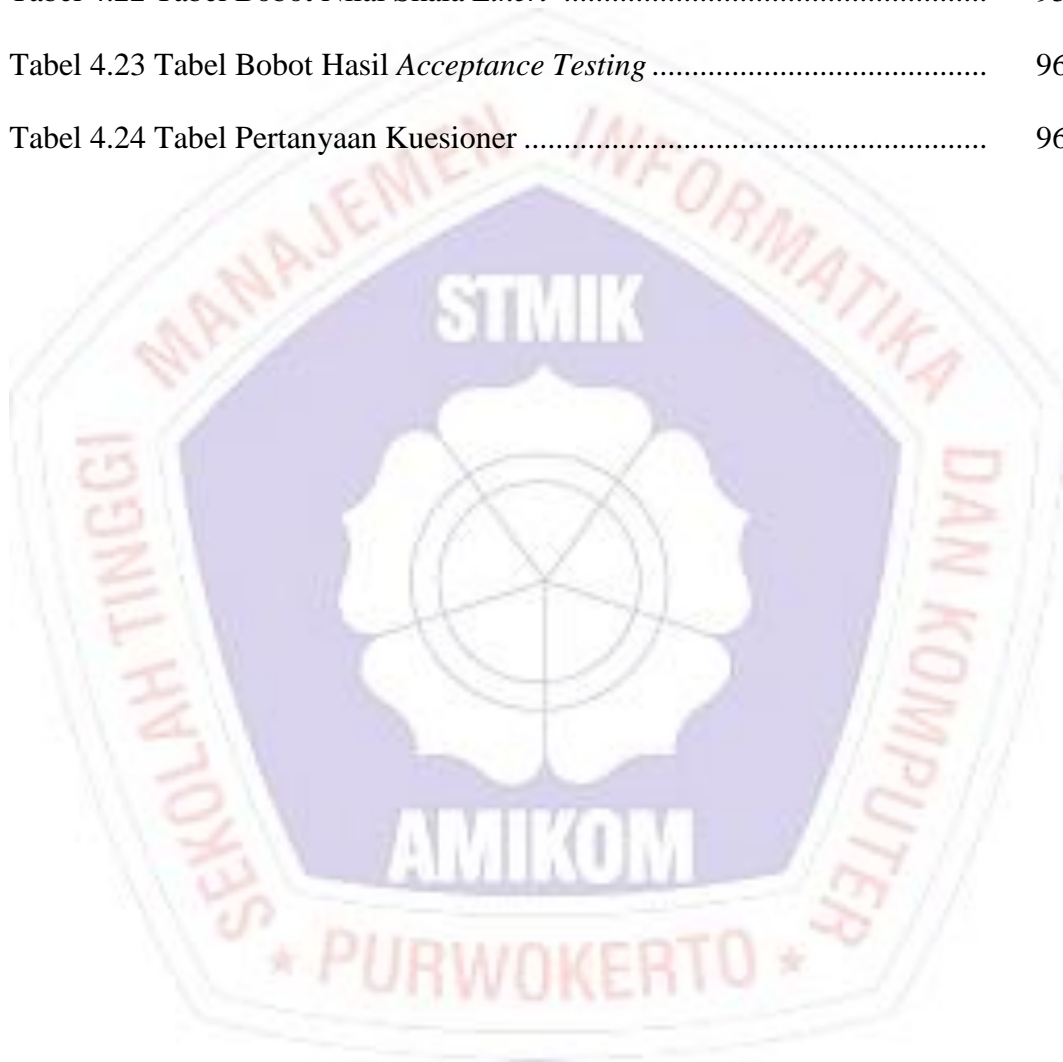 Tabel 4.23 Tabel Bobot Hasil Acceptance Testing ........................................... 96
Tabel 4.24 Tabel Pertanyaan Kuesioner ........................................................... 96
SEKOLAH TINGGI MANAJEMEN INFORMATIKA DAN KOMPUTER
STMIK
AMIKOM
* PURWOKERTO *